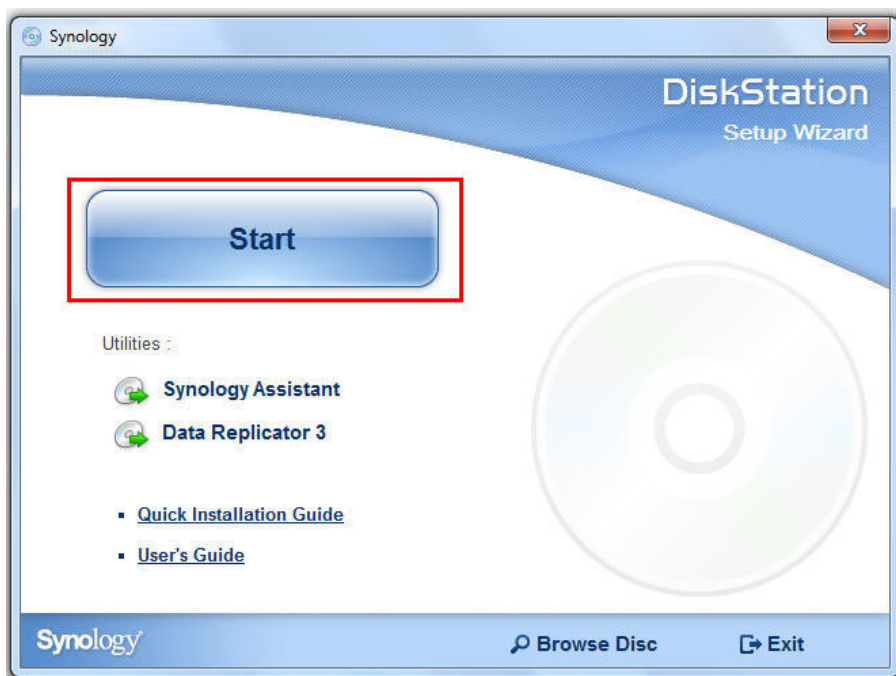 Synology
DiskStation
Setup Wizard
Start
Utilities :
Synology Assistant
Data Replicator 3
Quick Installation Guide
User's Guide
Synology
Browse Disc
Exit